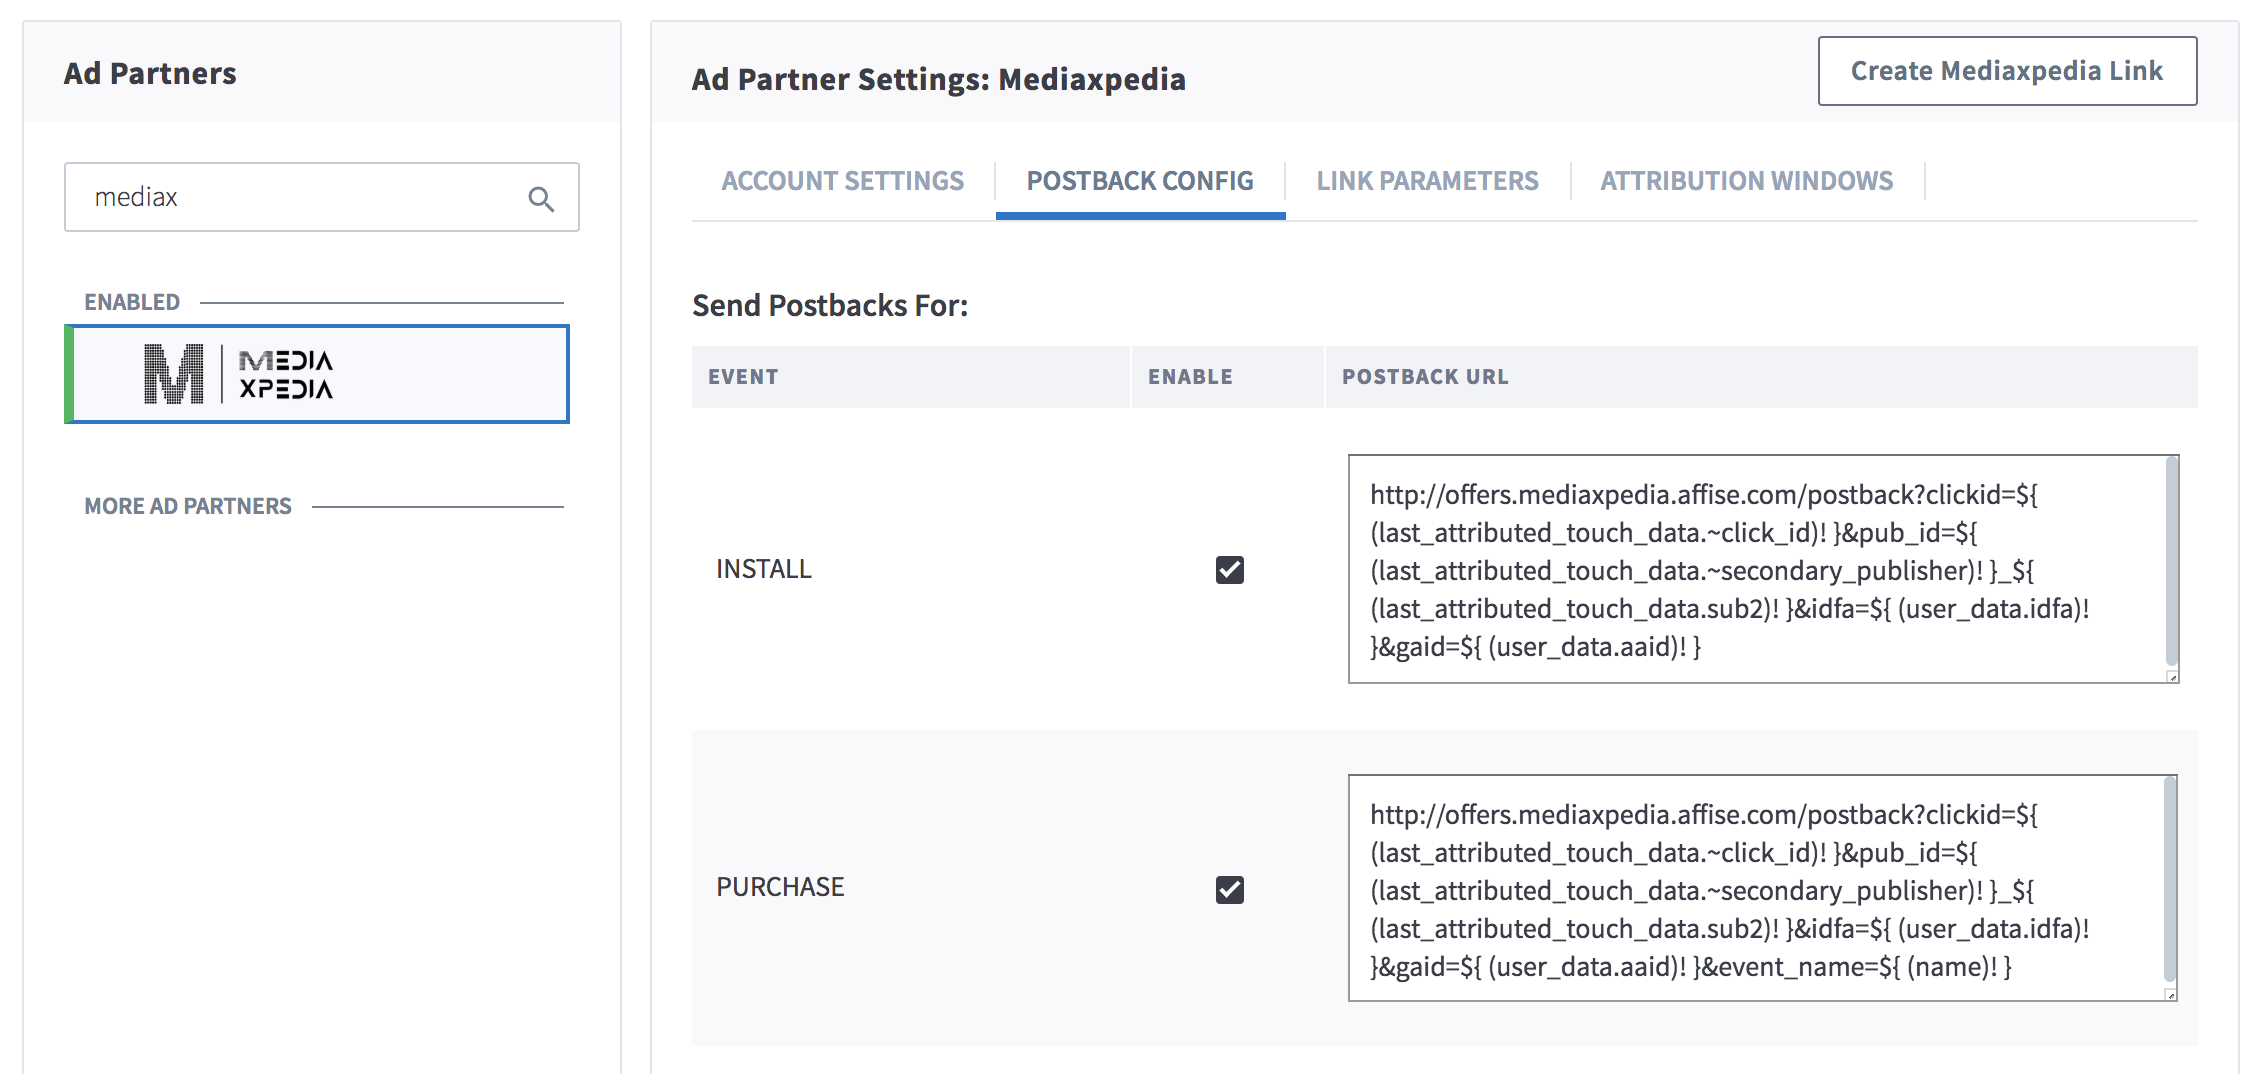 Ad Partners
mediax
ENABLED
M | MEDIA
XPEDIA
MORE AD PARTNERS
Ad Partner Settings: Mediaxpedia
Create Mediaxpedia Link
ACCOUNT SETTINGS
POSTBACK CONFIG
LINK PARAMETERS
ATTRIBUTION WINDOWS
Send Postbacks For:
EVENT
ENABLE
POSTBACK URL
INSTALL
http://offers.mediaxpedia.affise.com/postback?clickid=${
(last_attributed_touch_data.~click_id)! }&pub_id=${
(last_attributed_touch_data.~secondary_publisher)! }_${
(last_attributed_touch_data.sub2)! }&idfa=${ (user_data.idfa)!
}&gaid=${ (user_data.aaid)! }
PURCHASE
http://offers.mediaxpedia.affise.com/postback?clickid=${
(last_attributed_touch_data.~click_id)! }&pub_id=${
(last_attributed_touch_data.~secondary_publisher)! }_${
(last_attributed_touch_data.sub2)! }&idfa=${ (user_data.idfa)!
}&gaid=${ (user_data.aaid)! }&event_name=${ (name)! }